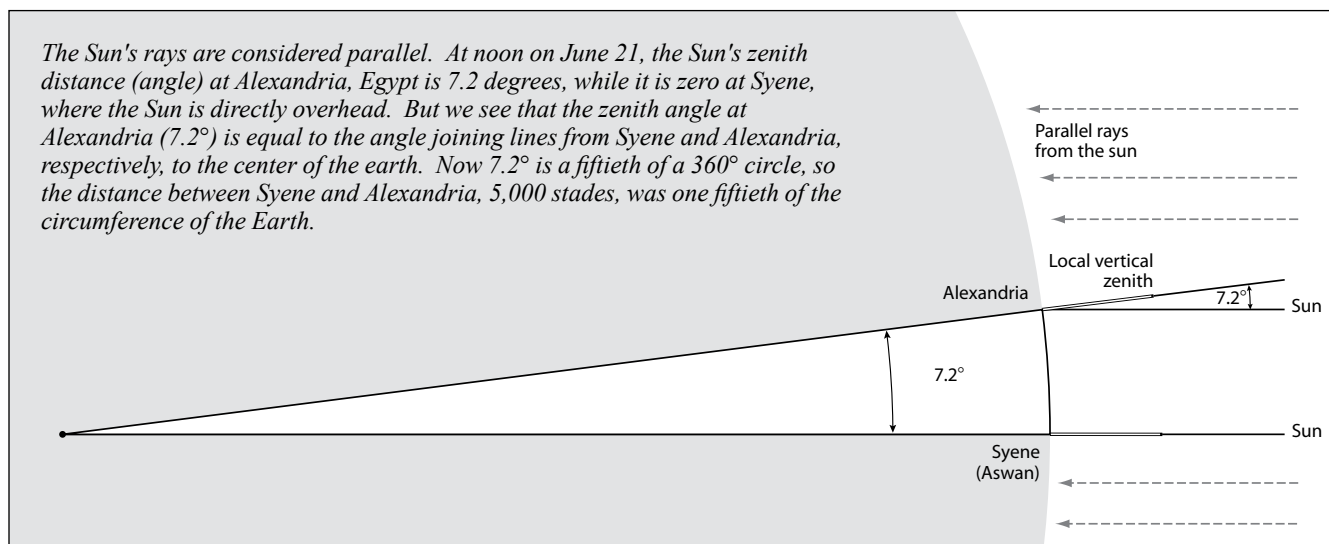 The Sun's rays are considered parallel. At noon on June 21, the Sun's zenith
distance (angle) at Alexandria, Egypt is 7.2 degrees, while it is zero at Syene,
where the Sun is directly overhead. But we see that the zenith angle at
Alexandria (7.2°) is equal to the angle joining lines from Syene and Alexandria,
respectively, to the center of the earth. Now 7.2° is a fiftieth of a 360° circle, so
the distance between Syene and Alexandria, 5,000 stades, was one fiftieth of the
circumference of the Earth.
Parallel rays
from the sun
Local vertical
zenith
Alexandria
7.2°
Sun
7.2°
Sun
Syene
(Aswan)